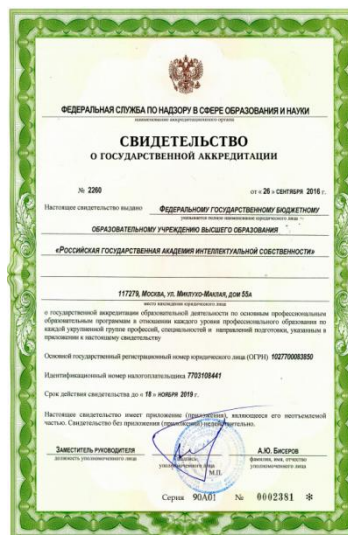 ФЕДЕРАЛЬНАЯ СЛУЖБА ПО НАДЗОРУ В СФЕРЕ ОБРАЗОВАНИЯ И НАУКИ
наименование аккредитационного органа
СВИДЕТЕЛЬСТВО
О ГОСУДАРСТВЕННОЙ АККРЕДИТАЦИИ
№ 2260 от « 26 » СЕНТЯБРЯ 2016 г.
Настоящее свидетельство выдано ФЕДЕРАЛЬНОМУ ГОСУДАРСТВЕННОМУ БЮДЖЕТНОМУ
указывается полное наименование юридического лица
ОБРАЗОВАТЕЛЬНОМУ УЧРЕЖДЕНИЮ ВЫСШЕГО ОБРАЗОВАНИЯ
«РОССИЙСКАЯ ГОСУДАРСТВЕННАЯ АКАДЕМИЯ ИНТЕЛЛЕКТУАЛЬНОЙ СОБСТВЕННОСТИ»
117279, МОСКВА, УЛ. МИКЛУХО-МАКЛАЯ, ДОМ 55А
место нахождения юридического лица
о государственной аккредитации образовательной деятельности по основным профессиональным
образовательным программам в отношении каждого уровня профессионального образования по
каждой укрупненной группе профессий, специальностей и направлений подготовки, указанным в
приложении к настоящему свидетельству
Основной государственный регистрационный номер юридического лица (ОГРН) 1027700083850
Идентификационный номер налогоплательщика 7703108441
Срок действия свидетельства до « 18 » НОЯБРЯ 2019 г.
Настоящее свидетельство имеет приложение (приложения), являющееся его неотъемлемой
частью. Свидетельство без приложения (приложений) недействительно.
ЗАМЕСТИТЕЛЬ РУКОВОДИТЕЛЯ А.Ю. БИСЕРОВ
должность уполномоченного лица подпись уполномоченного лица фамилия, имя, отчество уполномоченного лица
М.П.
Серия 90А01 № 0002381 *